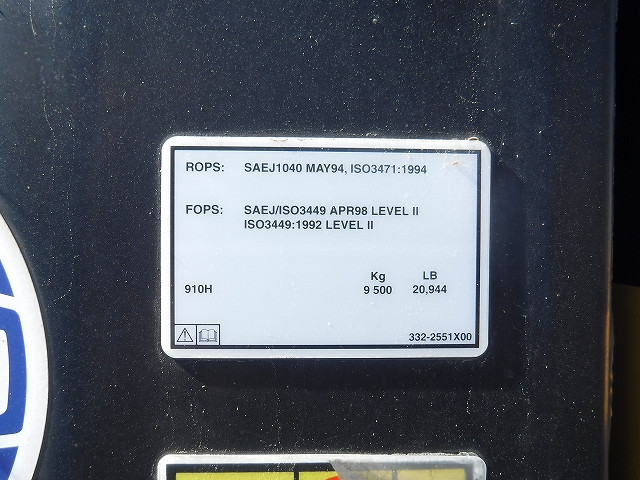 ROPS: SAEJ1040 MAY94, ISO3471:1994
FOPS: SAEJ/ISO3449 APR98 LEVEL II
ISO3449:1992 LEVEL II
Kg LB
910H 9 500 20,944
332-2551X00